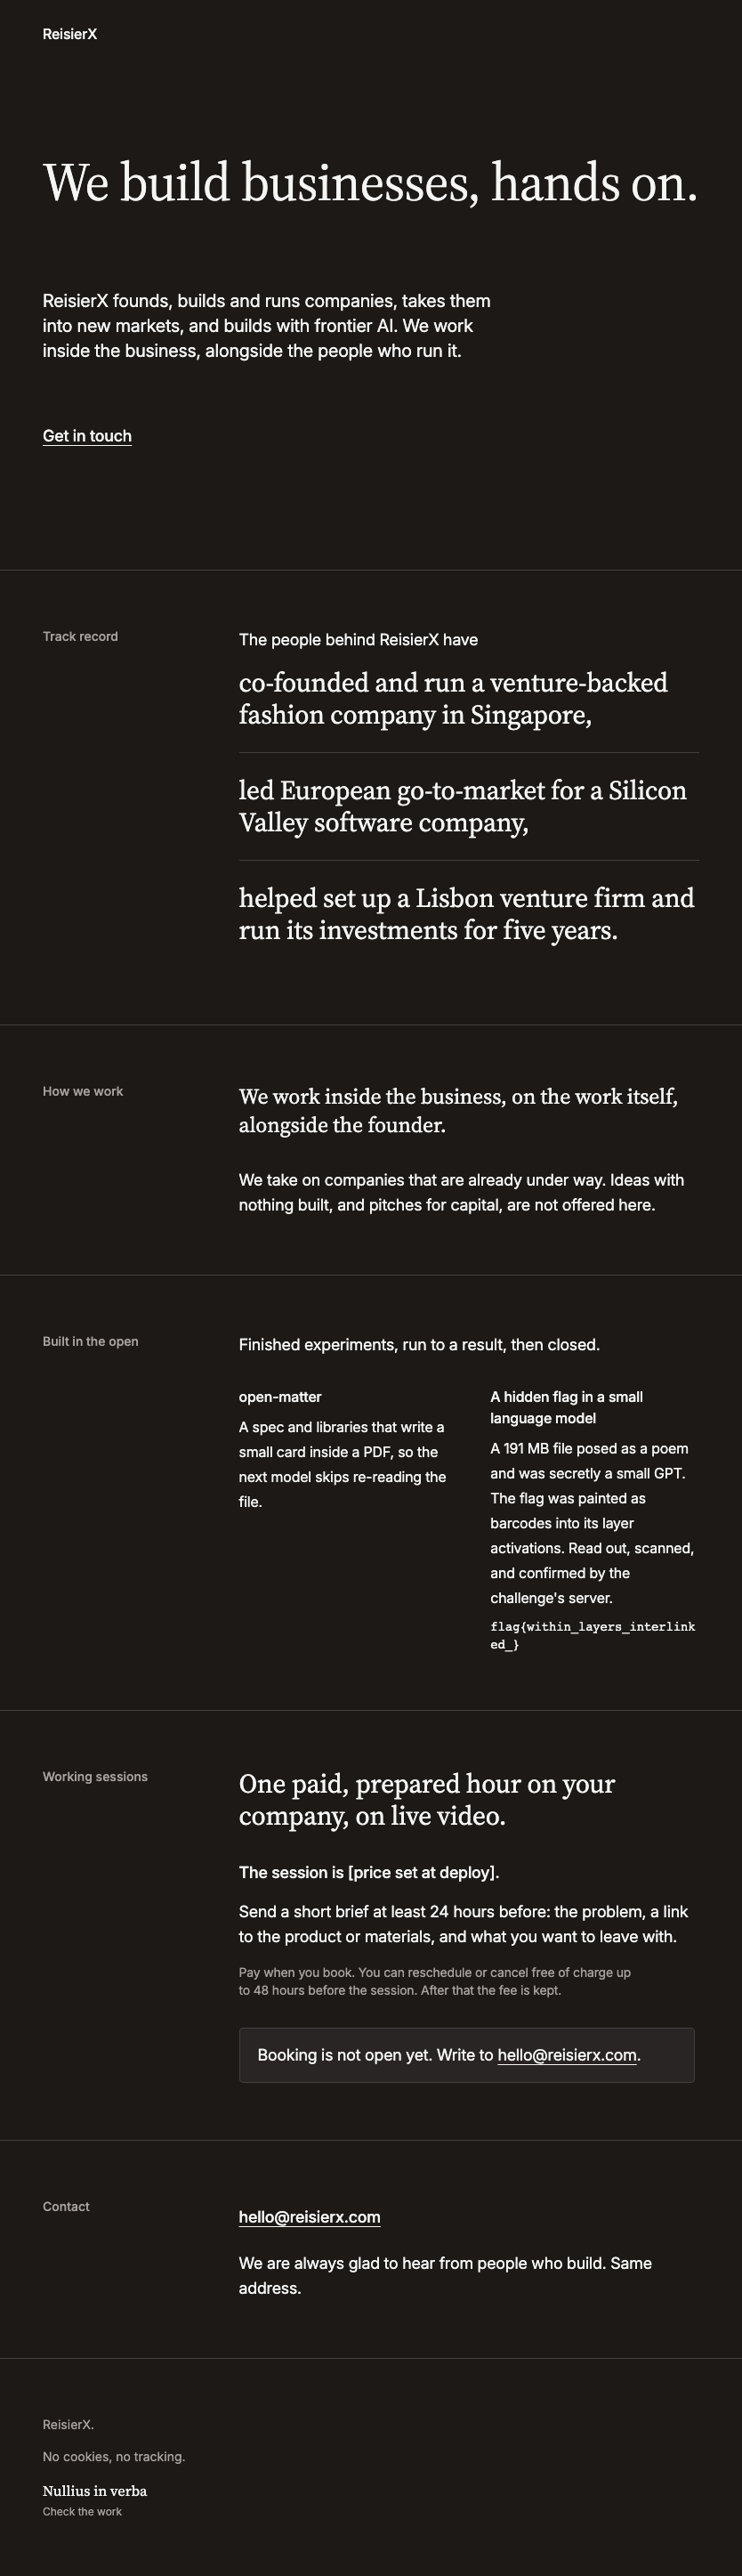 ReisierX
We build businesses, hands on.
ReisierX founds, builds and runs companies, takes them
into new markets, and builds with frontier AI. We work
inside the business, alongside the people who run it.
Get in touch
Track record
The people behind ReisierX have
co-founded and run a venture-backed
fashion company in Singapore,
led European go-to-market for a Silicon
Valley software company,
helped set up a Lisbon venture firm and
run its investments for five years.
How we work
We work inside the business, on the work itself,
alongside the founder.
We take on companies that are already under way. Ideas with
nothing built, and pitches for capital, are not offered here.
Built in the open
Finished experiments, run to a result, then closed.
open-matter
A spec and libraries that write a
small card inside a PDF, so the
next model skips re-reading the
file.
A hidden flag in a small
language model
A 191 MB file posed as a poem
and was secretly a small GPT.
The flag was painted as
barcodes into its layer
activations. Read out, scanned,
and confirmed by the
challenge's server.
flag{within_layers_interlink
ed_}
Working sessions
One paid, prepared hour on your
company, on live video.
The session is [price set at deploy].
Send a short brief at least 24 hours before: the problem, a link
to the product or materials, and what you want to leave with.
Pay when you book. You can reschedule or cancel free of charge up
to 48 hours before the session. After that the fee is kept.
Booking is not open yet. Write to hello@reisierx.com.
Contact
hello@reisierx.com
We are always glad to hear from people who build. Same
address.
ReisierX.
No cookies, no tracking.
Nullius in verba
Check the work